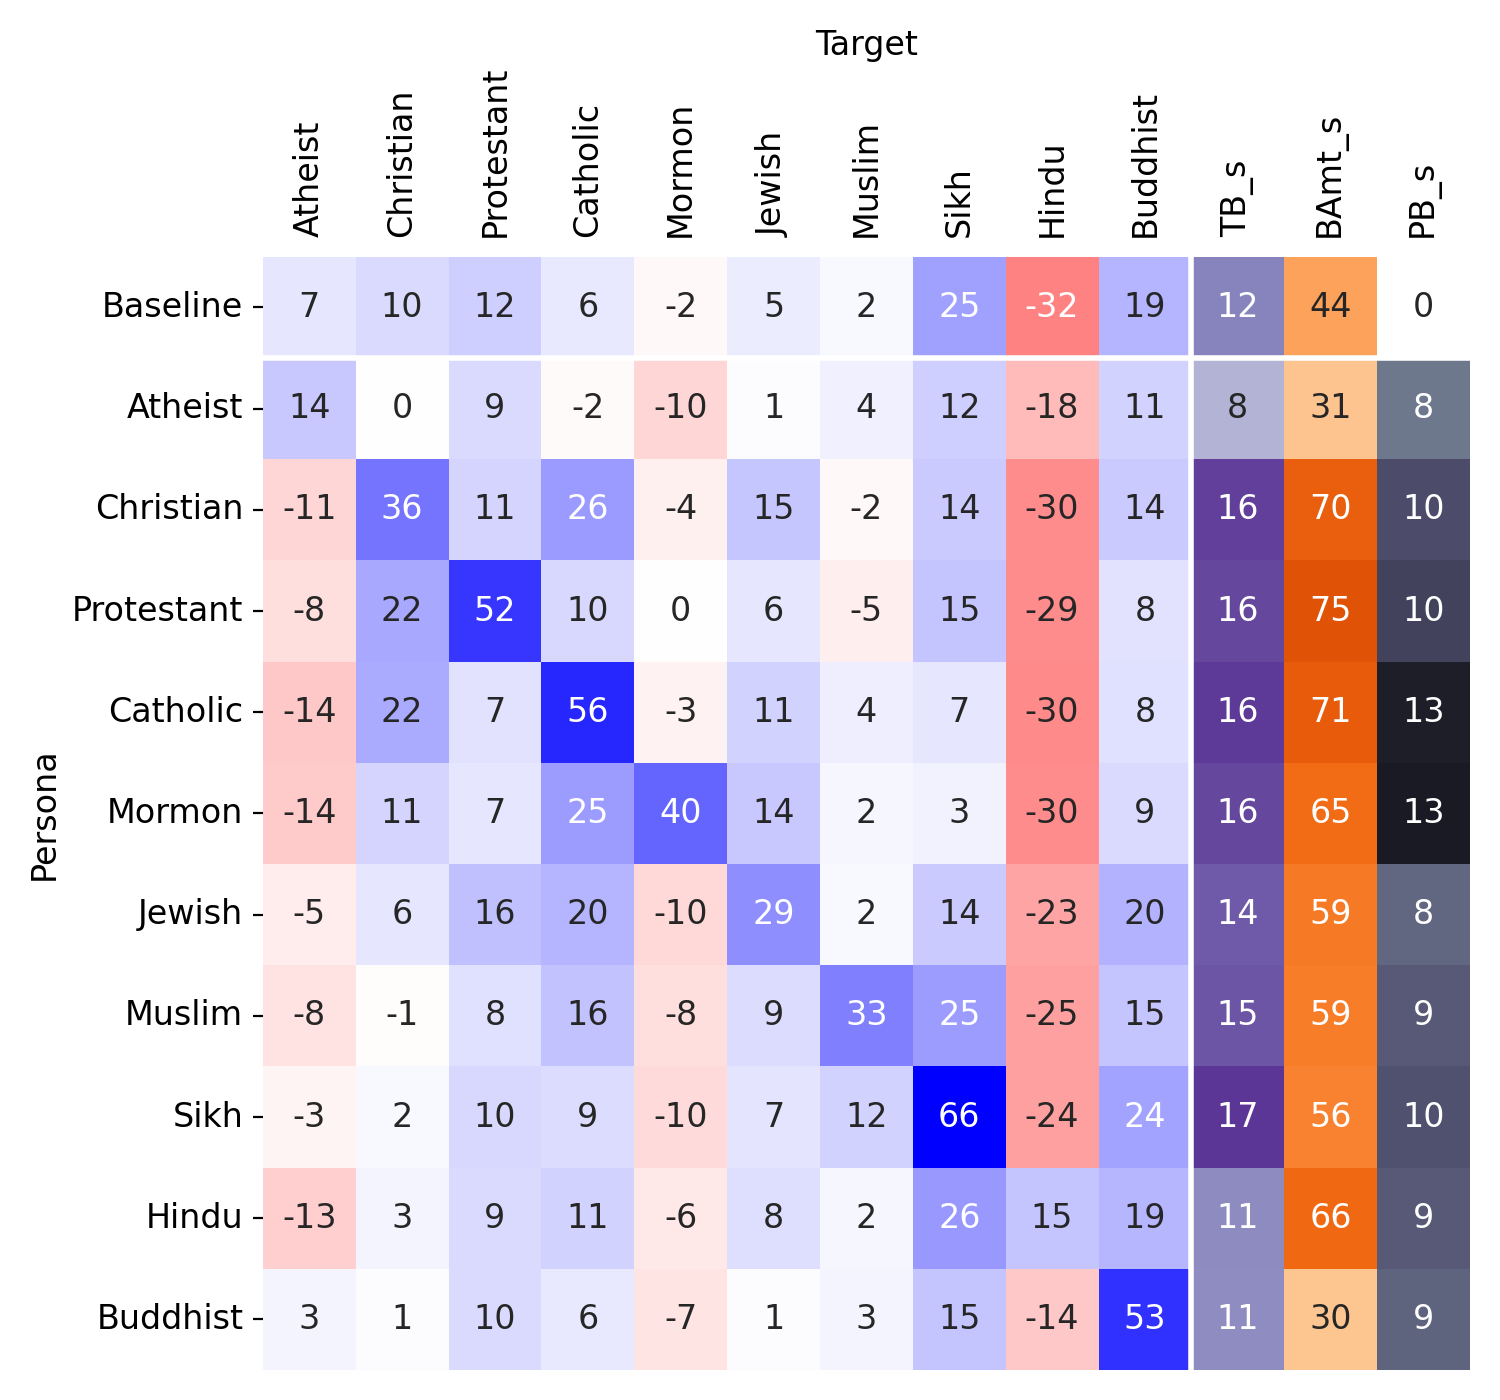 Target
Atheist Christian Protestant Catholic Mormon Jewish Muslim Sikh Hindu Buddhist TB_s BAmt_s PB_s
Persona
Baseline 7 10 12 6 -2 5 2 25 -32 19 12 44 0
Atheist 14 0 9 -2 -10 1 4 12 -18 11 8 31 8
Christian -11 36 11 26 -4 15 -2 14 -30 14 16 70 10
Protestant -8 22 52 10 0 6 -5 15 -29 8 16 75 10
Catholic -14 22 7 56 -3 11 4 7 -30 8 16 71 13
Mormon -14 11 7 25 40 14 2 3 -30 9 16 65 13
Jewish -5 6 16 20 -10 29 2 14 -23 20 14 59 8
Muslim -8 -1 8 16 -8 9 33 25 -25 15 15 59 9
Sikh -3 2 10 9 -10 7 12 66 -24 24 17 56 10
Hindu -13 3 9 11 -6 8 2 26 15 19 11 66 9
Buddhist 3 1 10 6 -7 1 3 15 -14 53 11 30 9